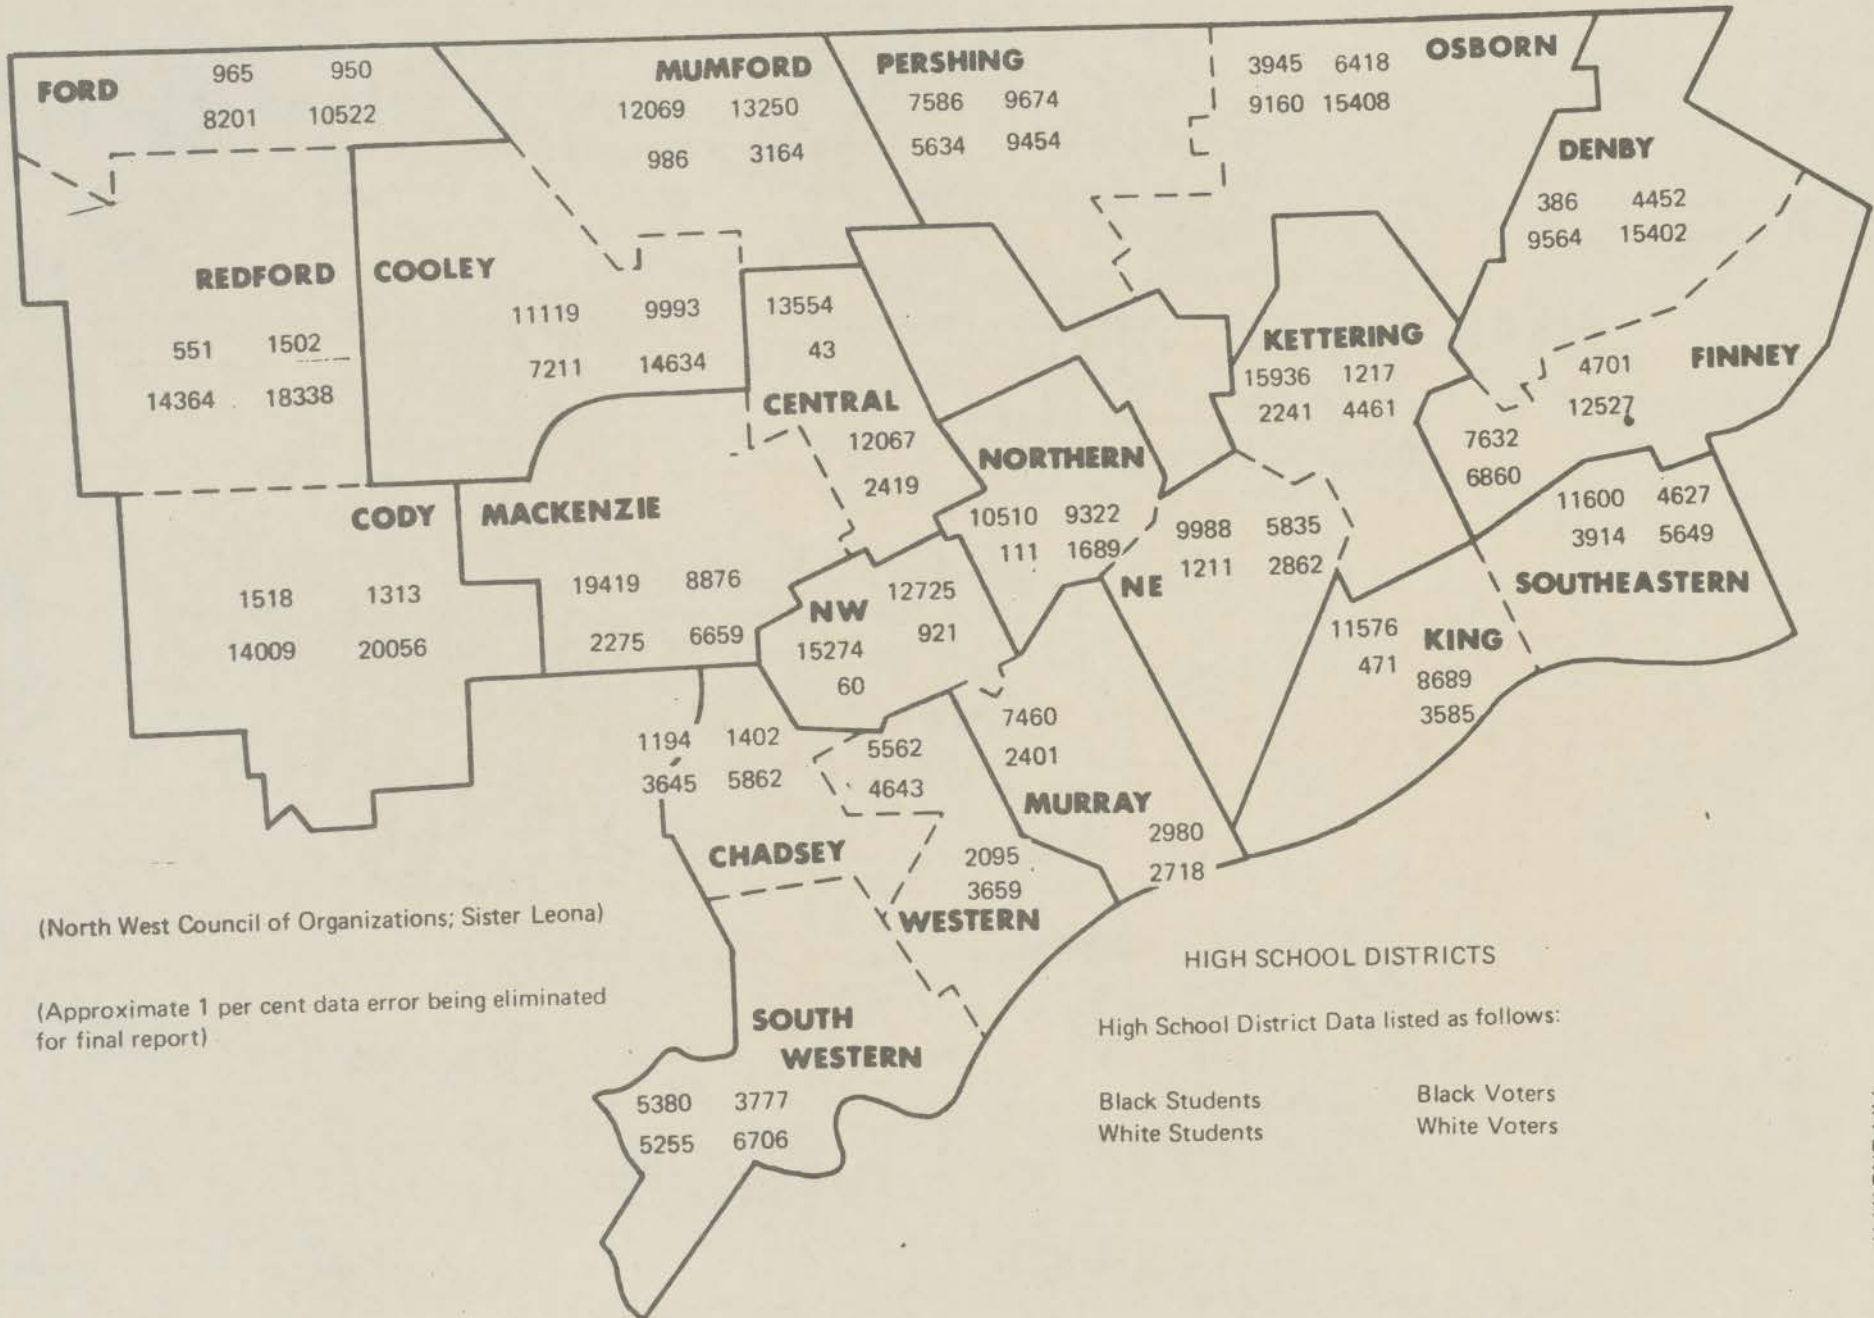 FORD
965 950
8201 10522
MUMFORD
12069 13250
986 3164
PERSHING
7586 9674
5634 9454
OSBORN
3945 6418
9160 15408
DENBY
386 4452
9564 15402
REDFORD
551 1502
14364 18338
COOLEY
11119 9993
7211 14634
13554
43
CENTRAL
12067
2419
KETTERING
15936 1217
2241 4461
FINNEY
4701
12527
7632
6860
NORTHERN
10510 9322
111 1689
NE
9988 5835
1211 2862
11600 4627
3914 5649
SOUTHEASTERN
CODY
1518 1313
14009 20056
MACKENZIE
19419 8876
2275 6659
NW
12725
921
15274
60
KING
11576
471
8689
3585
1194 1402
3645 5862
CHADSEY
5562
4643
2095
3659
WESTERN
7460
2401
MURRAY
2980
2718
SOUTH
WESTERN
5380 3777
5255 6706
(North West Council of Organizations; Sister Leona)
(Approximate 1 per cent data error being eliminated
for final report)
HIGH SCHOOL DISTRICTS
High School District Data listed as follows:
Black Students Black Voters
White Students White Voters